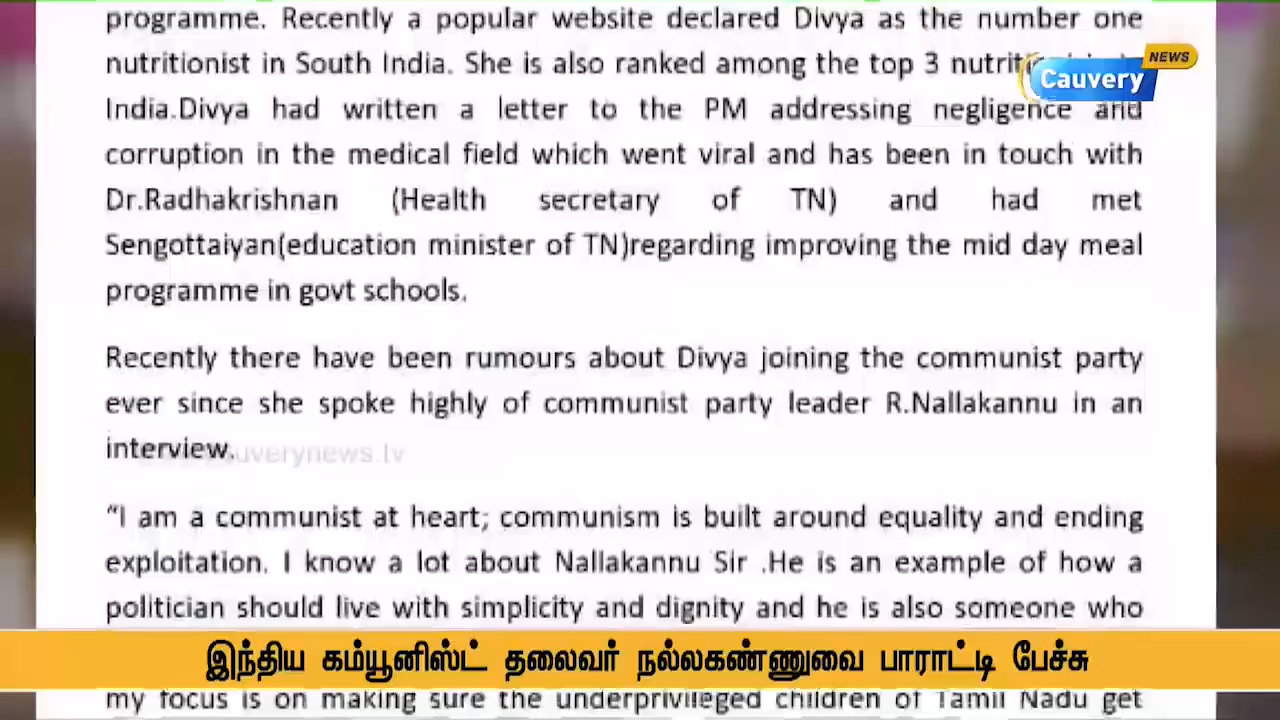 programme. Recently a popular website declared Divya as the number one
nutritionist in South India. She is also ranked among the top 3
NEWS
Cauvery
India.Divya had written a letter to the PM addressing negligence and
corruption in the medical field which went viral and has been in touch with
Dr.Radhakrishnan (Health secretary of TN) and had met
Sengottaiyan(education minister of TN)regarding improving the mid day meal
programme in govt schools.
Recently there have been rumours about Divya joining the communist party
ever since she spoke highly of communist party leader R.Nallakannu in an
interview.
“I am a communist at heart; communism is built around equality and ending
exploitation. I know a lot about Nallakannu Sir .He is an example of how a
politician should live with simplicity and dignity and he is also someone who
இந்திய கம்யூனிஸ்ட் தலைவர் நல்லகண்ணுவை பாராட்டி பேச்சு
my focus is on making sure the underprivileged children of Tamil Nadu get